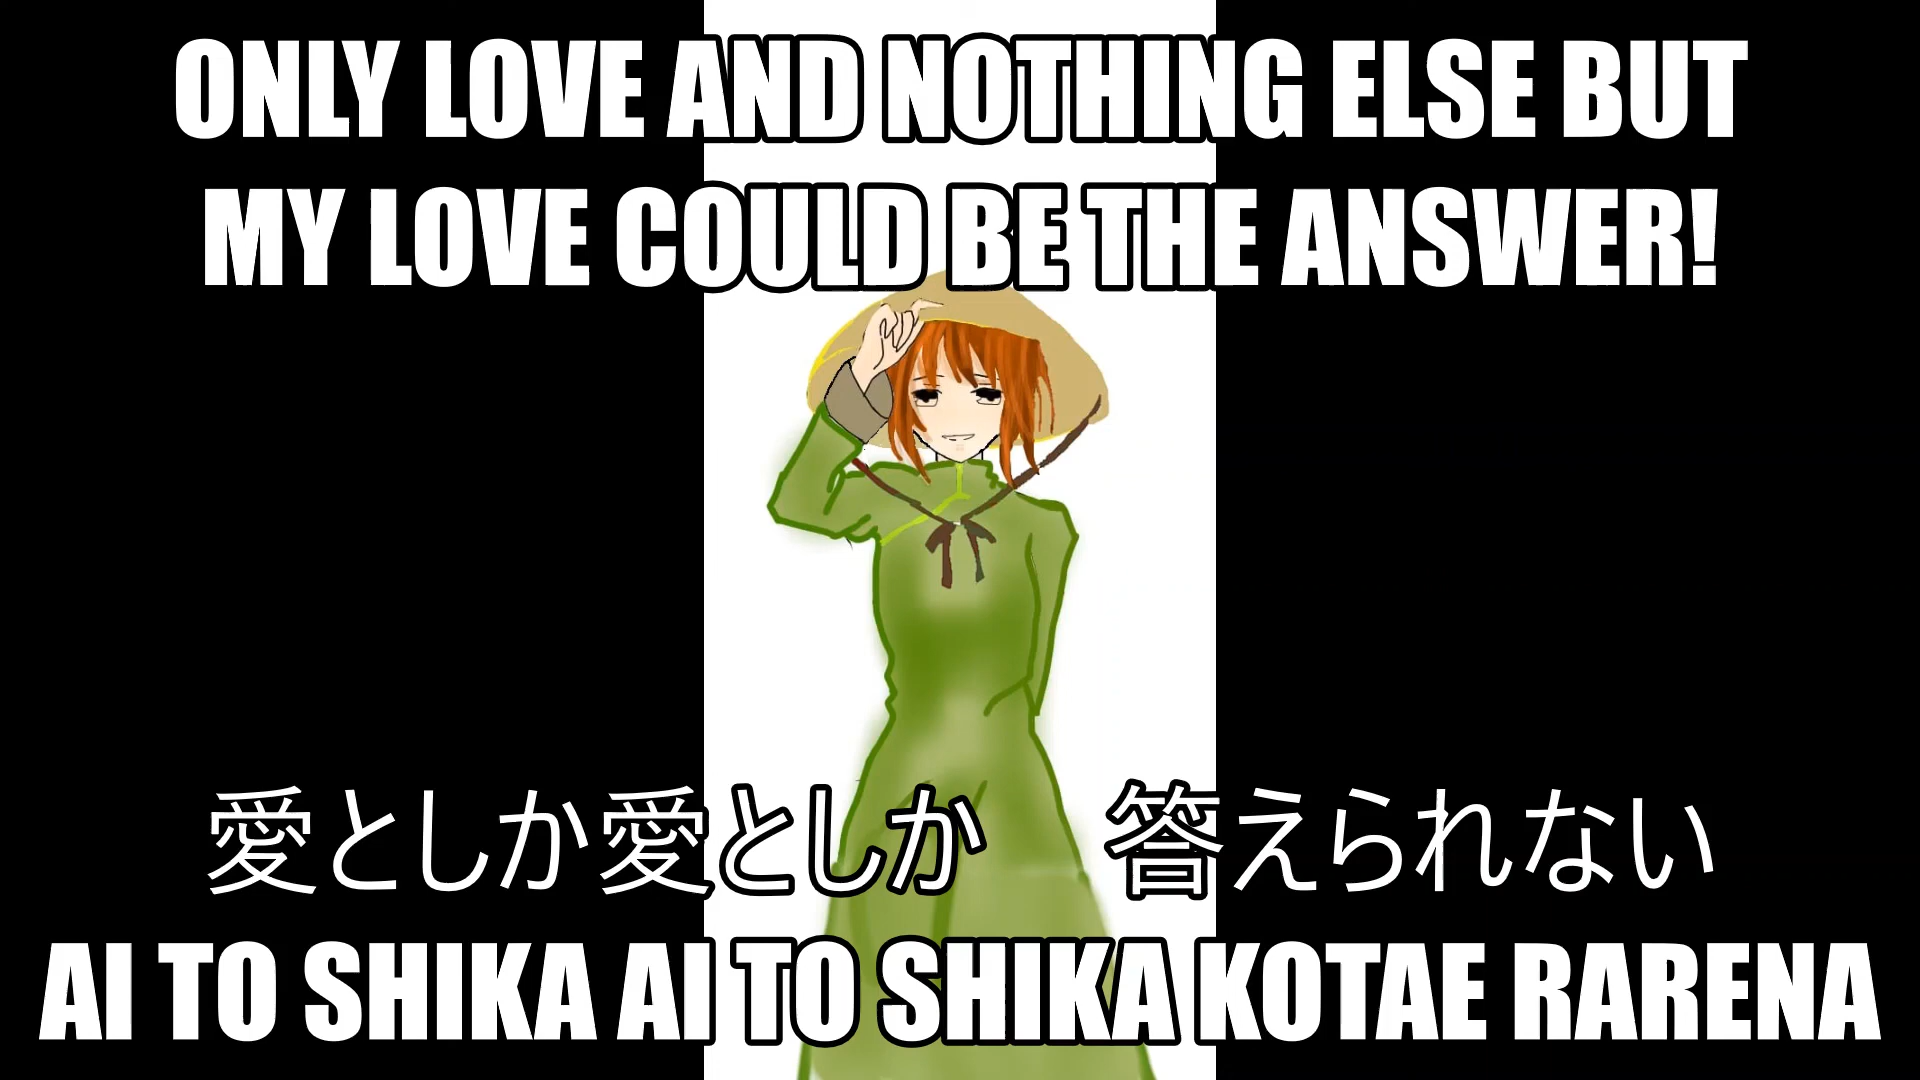 ONLY LOVE AND NOTHING ELSE BUT
MY LOVE COULD BE THE ANSWER!
愛としか愛としか　答えられない
AI TO SHIKA AI TO SHIKA KOTAE RARENA